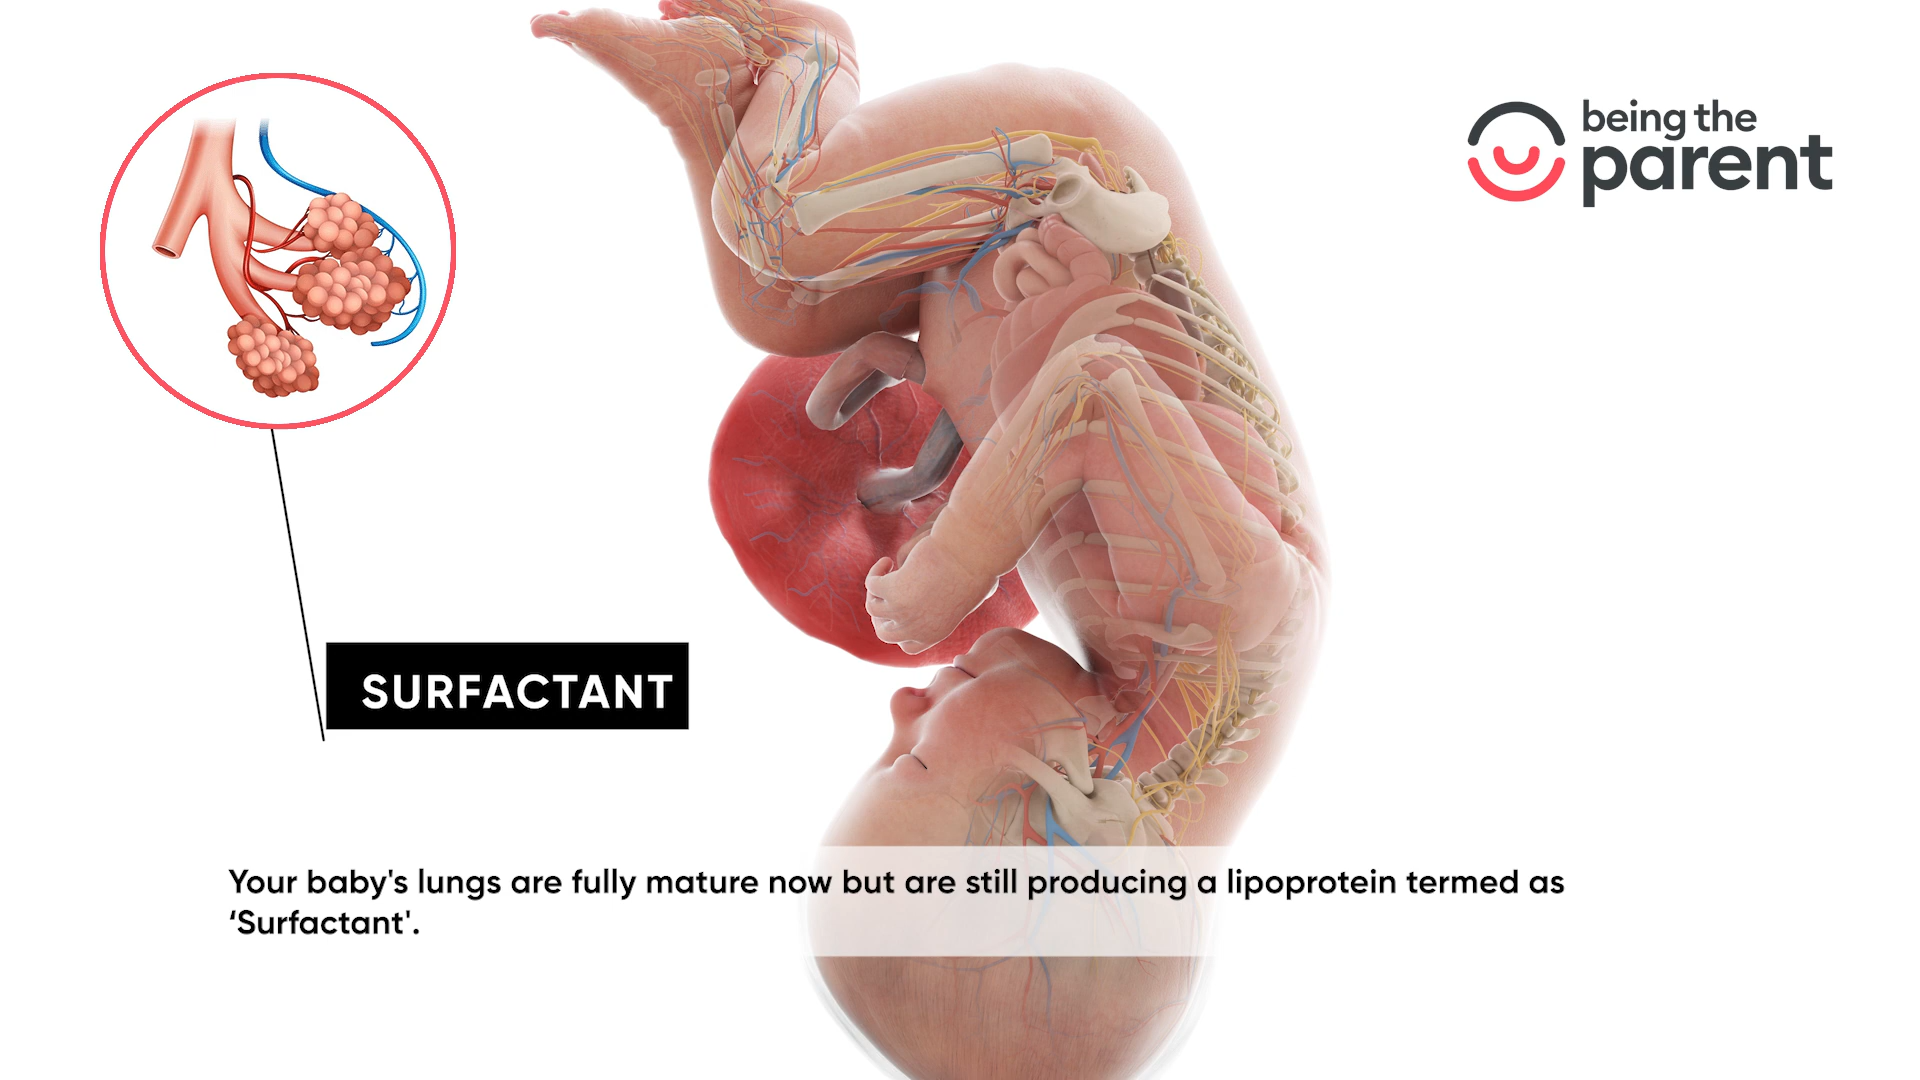 being the
parent
SURFACTANT
Your baby's lungs are fully mature now but are still producing a lipoprotein termed as
‘Surfactant'.